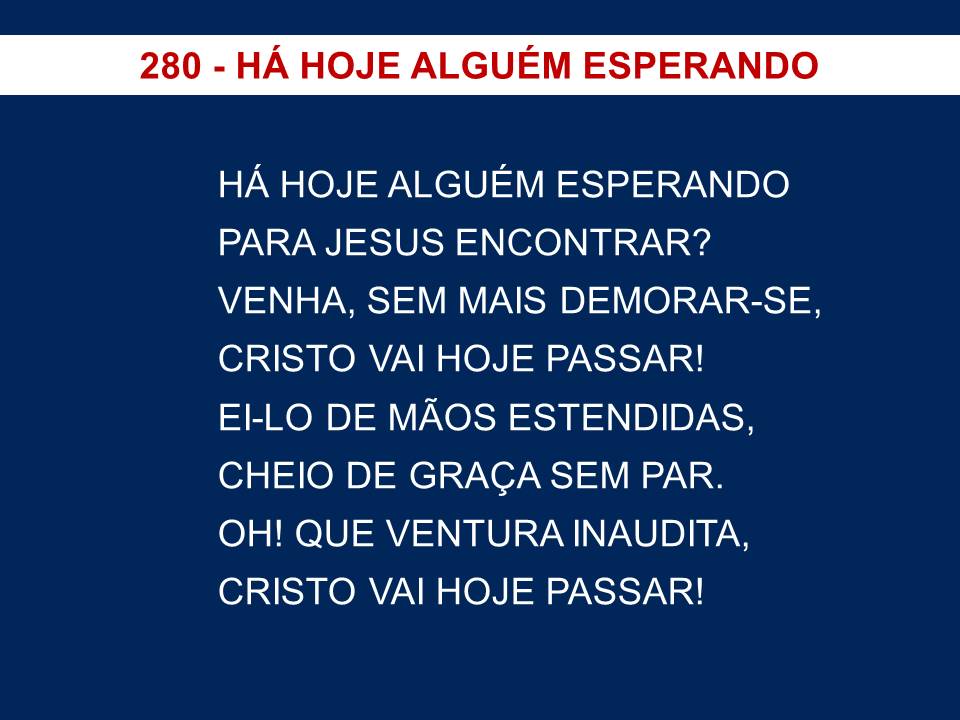 280 - HÁ HOJE ALGUÉM ESPERANDO
HÁ HOJE ALGUÉM ESPERANDO
PARA JESUS ENCONTRAR?
VENHA, SEM MAIS DEMORAR-SE,
CRISTO VAI HOJE PASSAR!
EI-LO DE MÃOS ESTENDIDAS,
CHEIO DE GRAÇA SEM PAR.
OH! QUE VENTURA INAUDITA,
CRISTO VAI HOJE PASSAR!